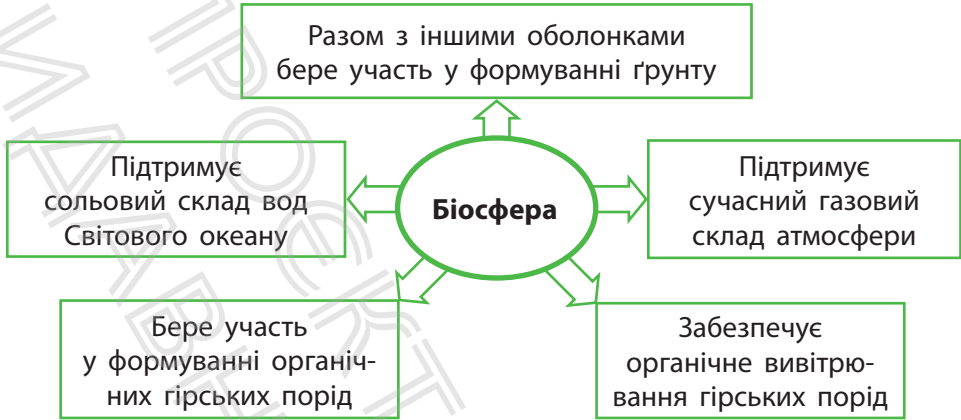 Разом з іншими оболонками
бере участь у формуванні ґрунту
Підтримує
сольовий склад вод
Світового океану
Біосфера
Підтримує
сучасний газовий
склад атмосфери
Бере участь
у формуванні органіч-
них гірських порід
Забезпечує
органічне вивітрю-
вання гірських порід